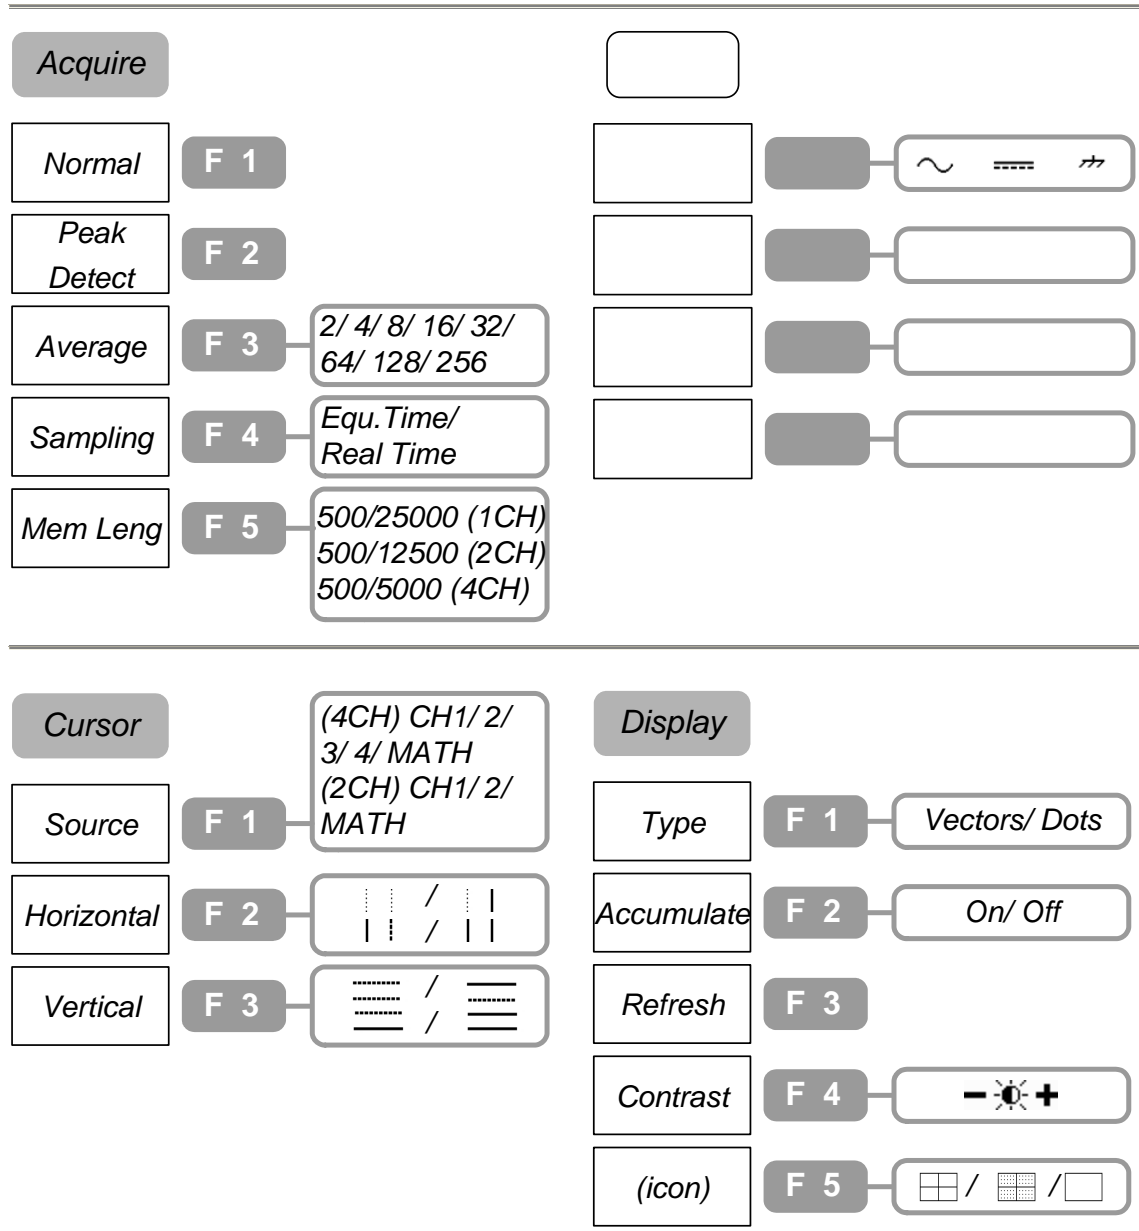 Acquire
Normal F 1
Peak
Detect
F 2
Average F 3
2/ 4/ 8/ 16/ 32/
64/ 128/ 256
Sampling F 4
Equ.Time/
Real Time
Mem Leng F 5
500/25000 (1CH)
500/12500 (2CH)
500/5000 (4CH)
Cursor
Source F 1
(4CH) CH1/ 2/
3/ 4/ MATH
(2CH) CH1/ 2/
MATH
Horizontal F 2
/
/
Vertical F 3
/
/
Display
Type F 1 Vectors/ Dots
Accumulate F 2 On/ Off
Refresh F 3
Contrast F 4
(icon) F 5 / /